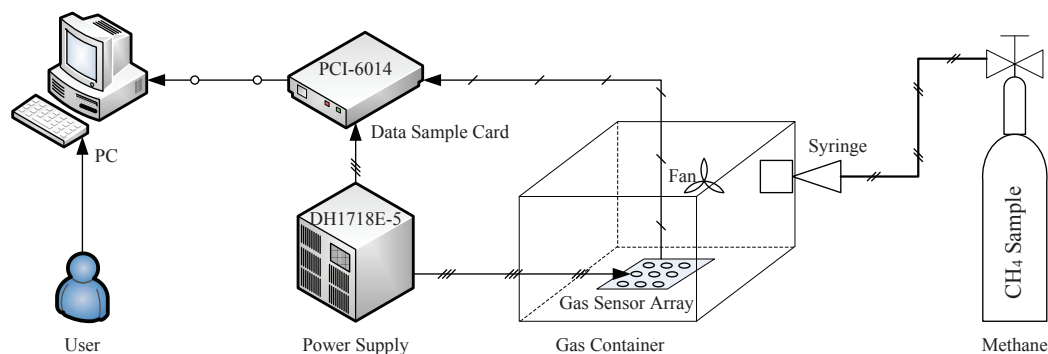 PCI-6014
Data Sample Card
PC
Syringe
Fan
DH1718E-5
CH₄ Sample
Gas Sensor Array
User
Power Supply
Gas Container
Methane